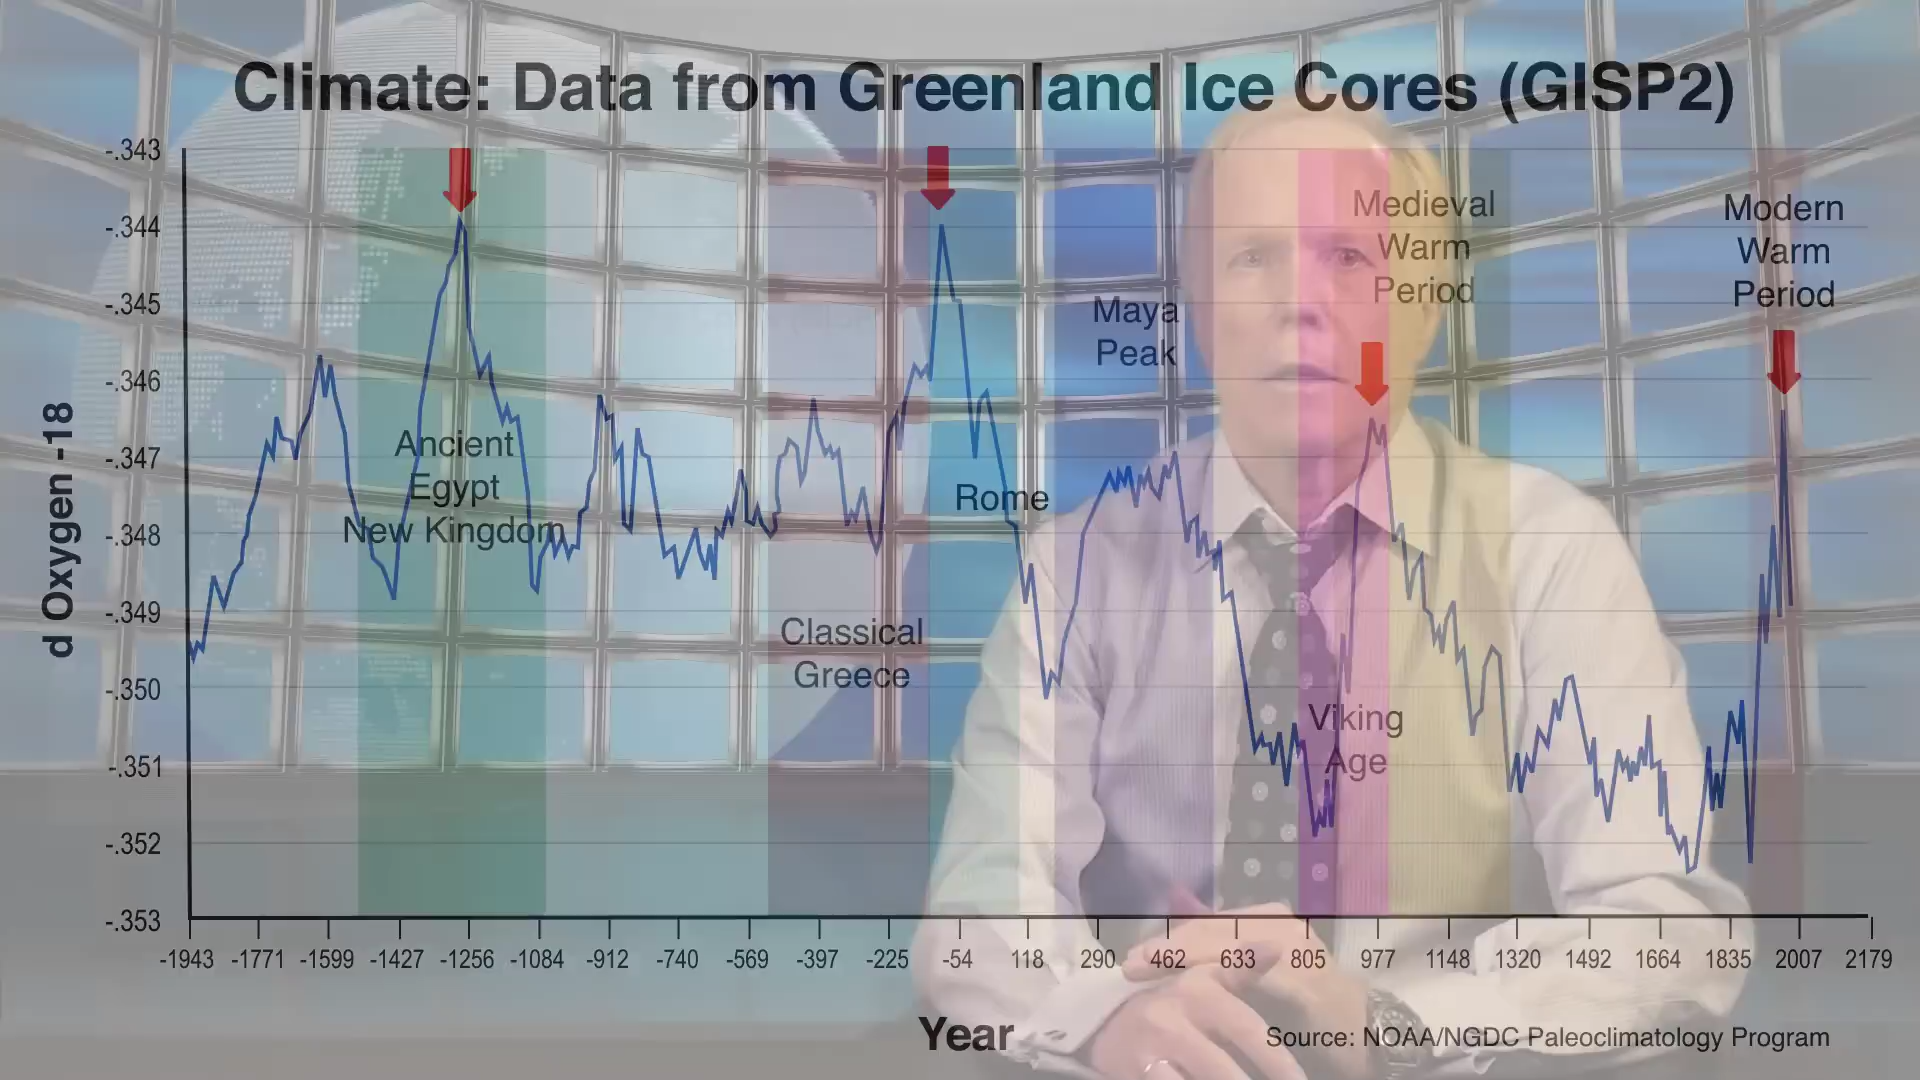 Climate: Data from Greenland Ice Cores (GISP2)
-.343
-.344
-.345
-.346
-.347
-.348
-.349
-.350
-.351
-.352
-.353
d Oxygen -18
Ancient
Egypt
New Kingdom
Classical
Greece
Rome
Maya
Peak
Viking
Age
Medieval
Warm
Period
Modern
Warm
Period
-1943 -1771 -1599 -1427 -1256 -1084 -912 -740 -569 -397 -225 -54 118 290 462 633 805 977 1148 1320 1492 1664 1835 2007 2179
Year
Source: NOAA/NGDC Paleoclimatology Program